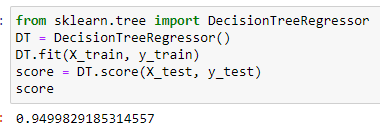 from sklearn.tree import DecisionTreeRegressor
DT = DecisionTreeRegressor()
DT.fit(X_train, y_train)
score = DT.score(X_test, y_test)
score
0.9499829185314557